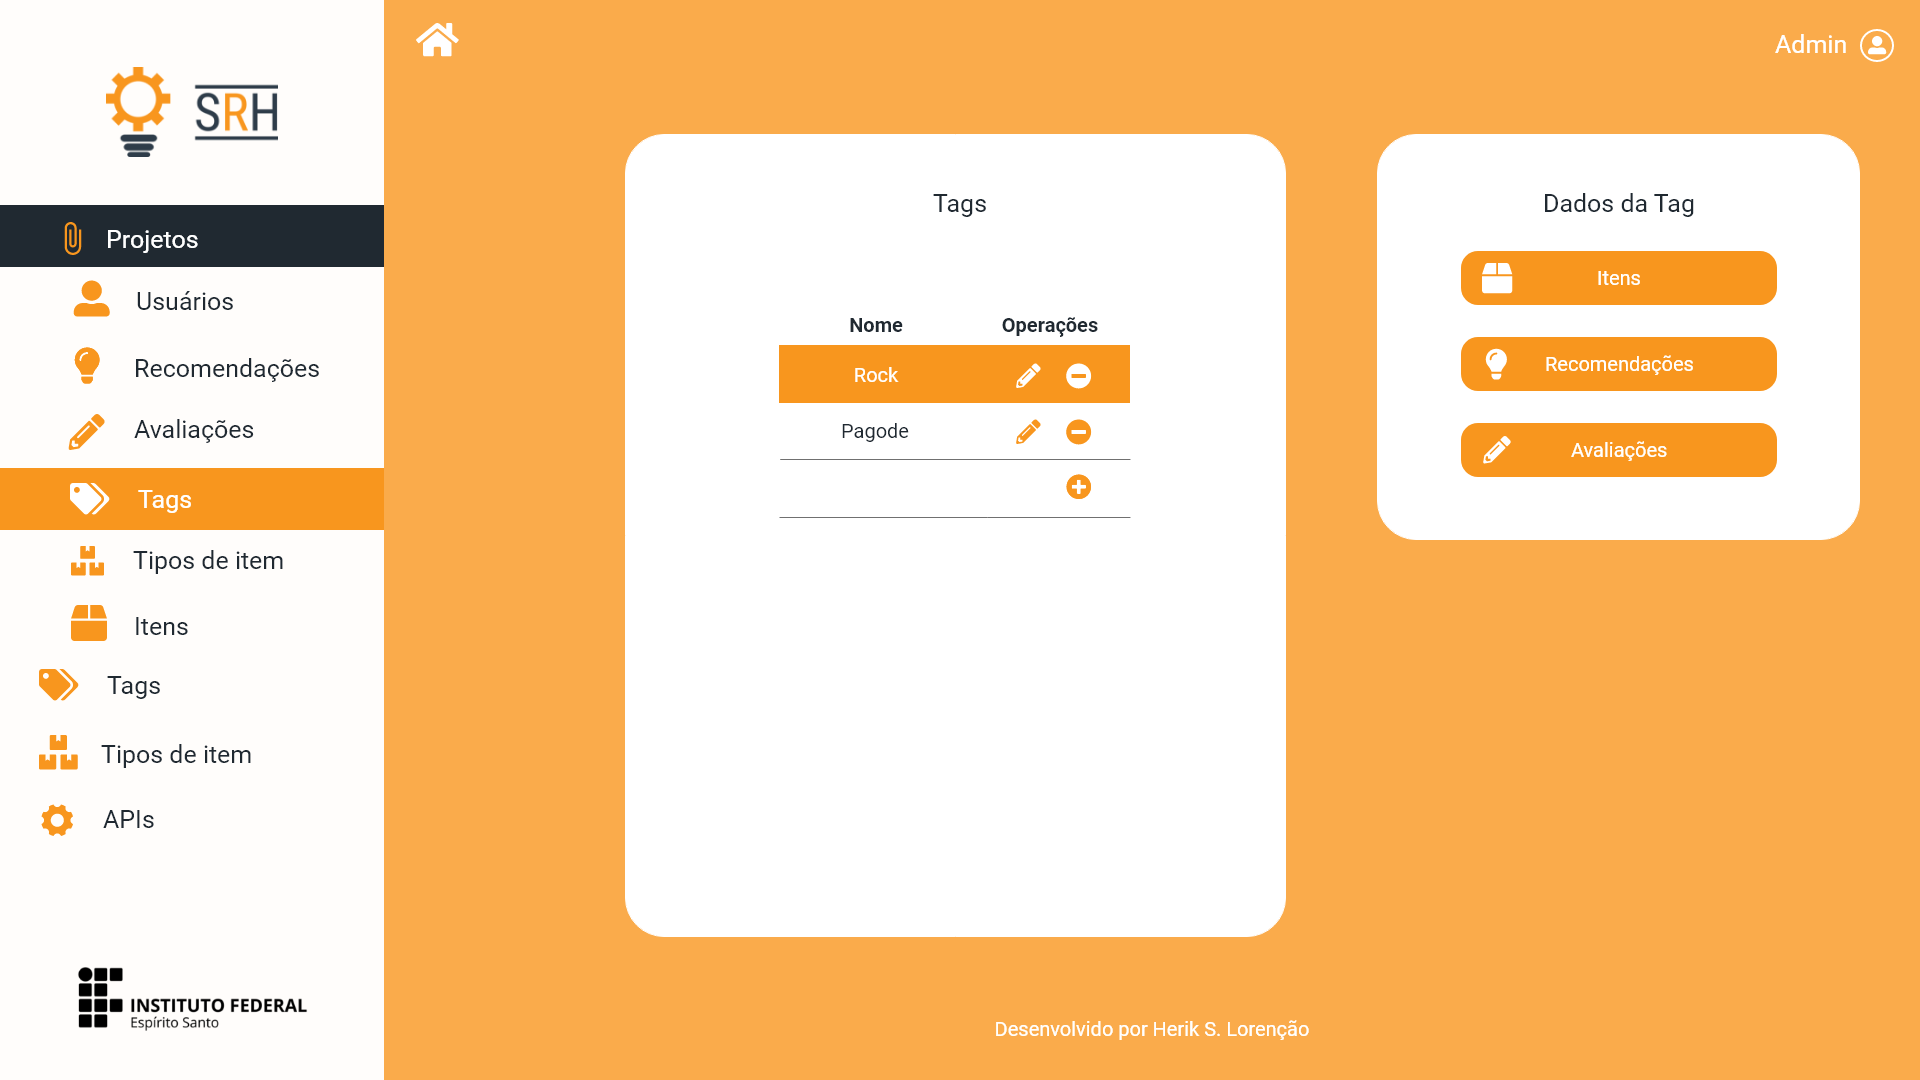 SRH
Projetos
Usuários
Recomendações
Avaliações
Tags
Tipos de item
Itens
Tags
Tipos de item
APIs
INSTITUTO FEDERAL
Espírito Santo
Admin
Tags
Nome Operações
Rock
Pagode
Dados da Tag
Itens
Recomendações
Avaliações
Desenvolvido por Herik S. Lorenção